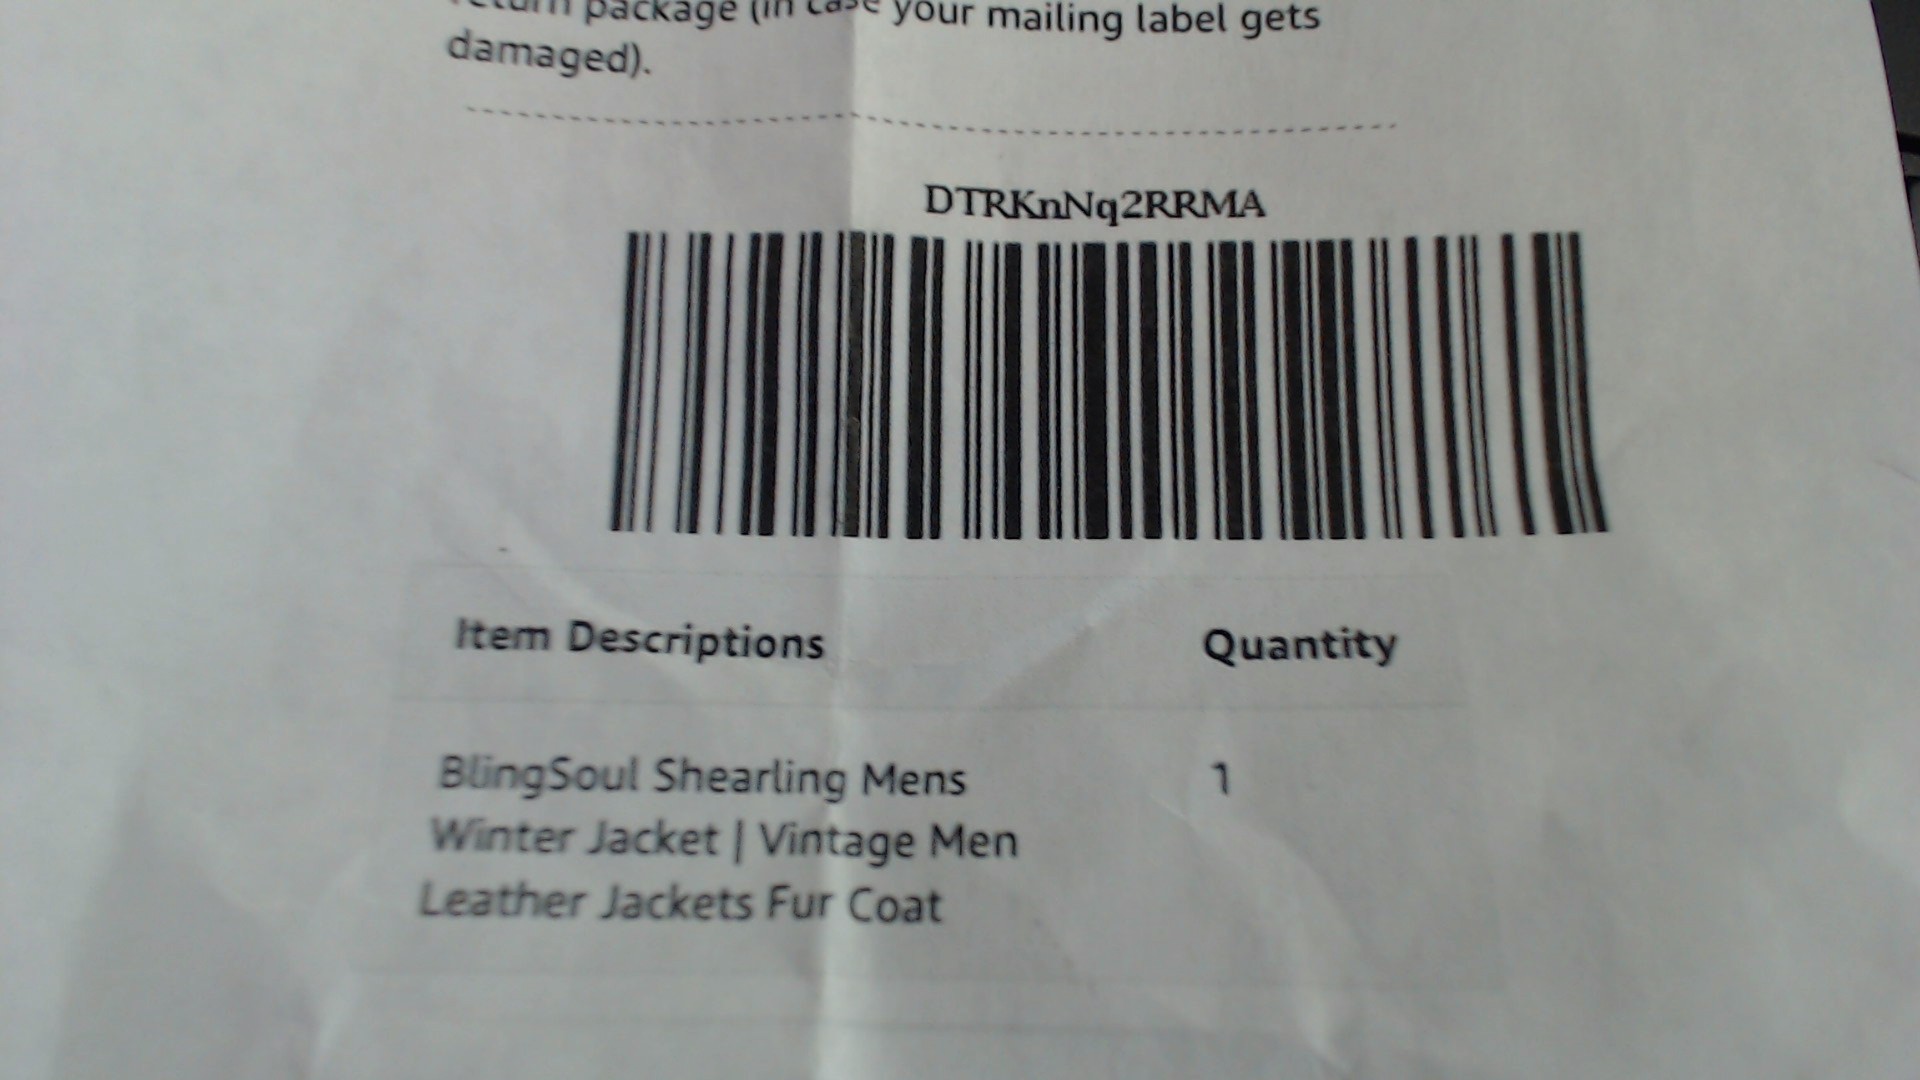 return package (in case your mailing label gets
damaged).
DTRKnNq2RRMA
Item Descriptions Quantity
BlingSoul Shearling Mens 1
Winter Jacket | Vintage Men
Leather Jackets Fur Coat